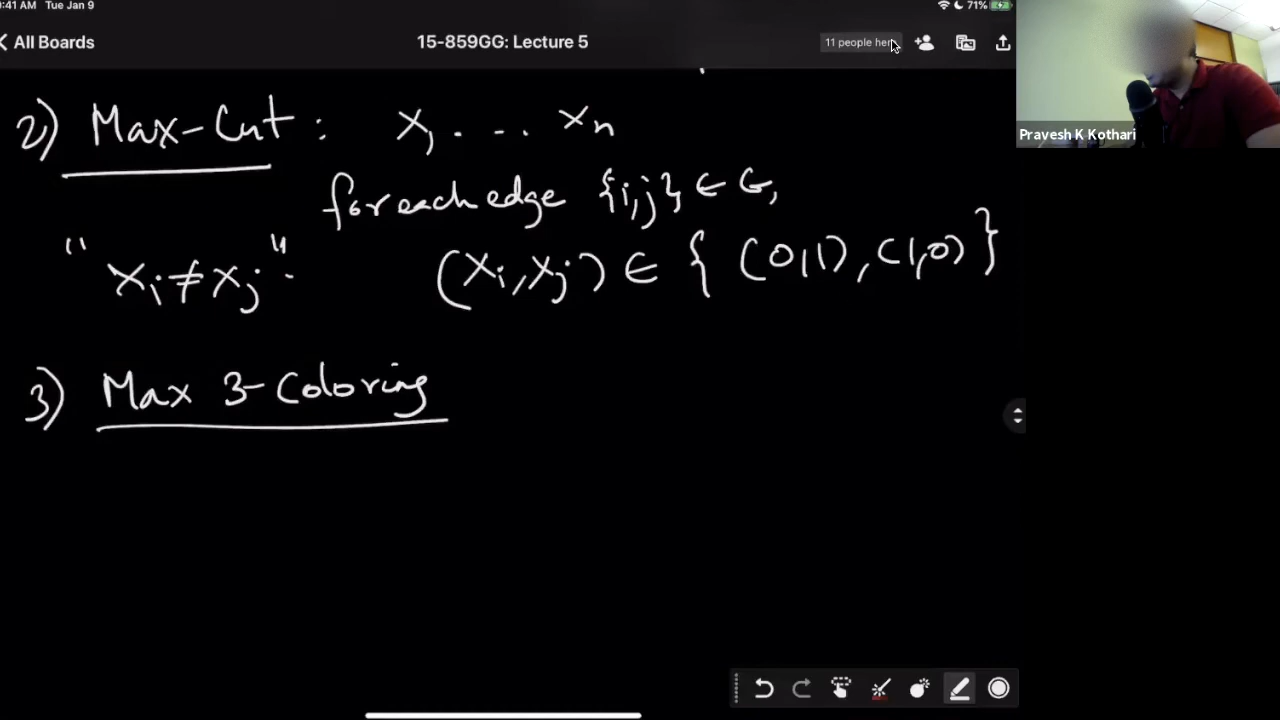 9:41 AM Tue Jan 9
71%
All Boards
15-859GG: Lecture 5
11 people here
Pravesh K Kothari
2) Max-Cut : x, . . . xn
for each edge {i,j} ∈ G,
"xi ≠ xj" (xi, xj) ∈ { (0,1), (1,0) }
3) Max 3-Coloring